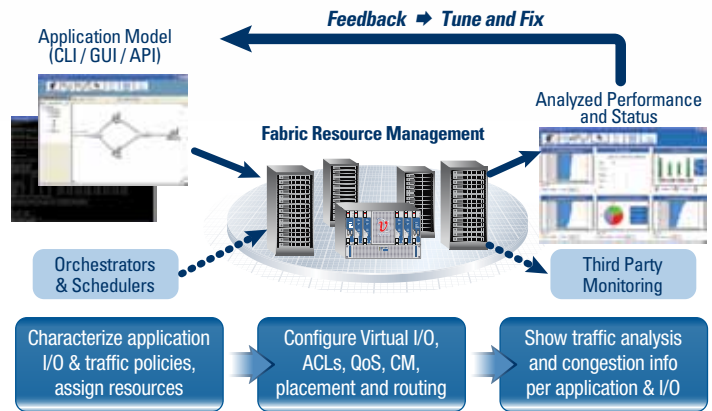 Feedback ➡ Tune and Fix
Application Model
(CLI / GUI / API)
Analyzed Performance
and Status
Fabric Resource Management
Orchestrators
& Schedulers
Third Party
Monitoring
Characterize application
I/O & traffic policies,
assign resources
Configure Virtual I/O,
ACLs, QoS, CM,
placement and routing
Show traffic analysis
and congestion info
per application & I/O